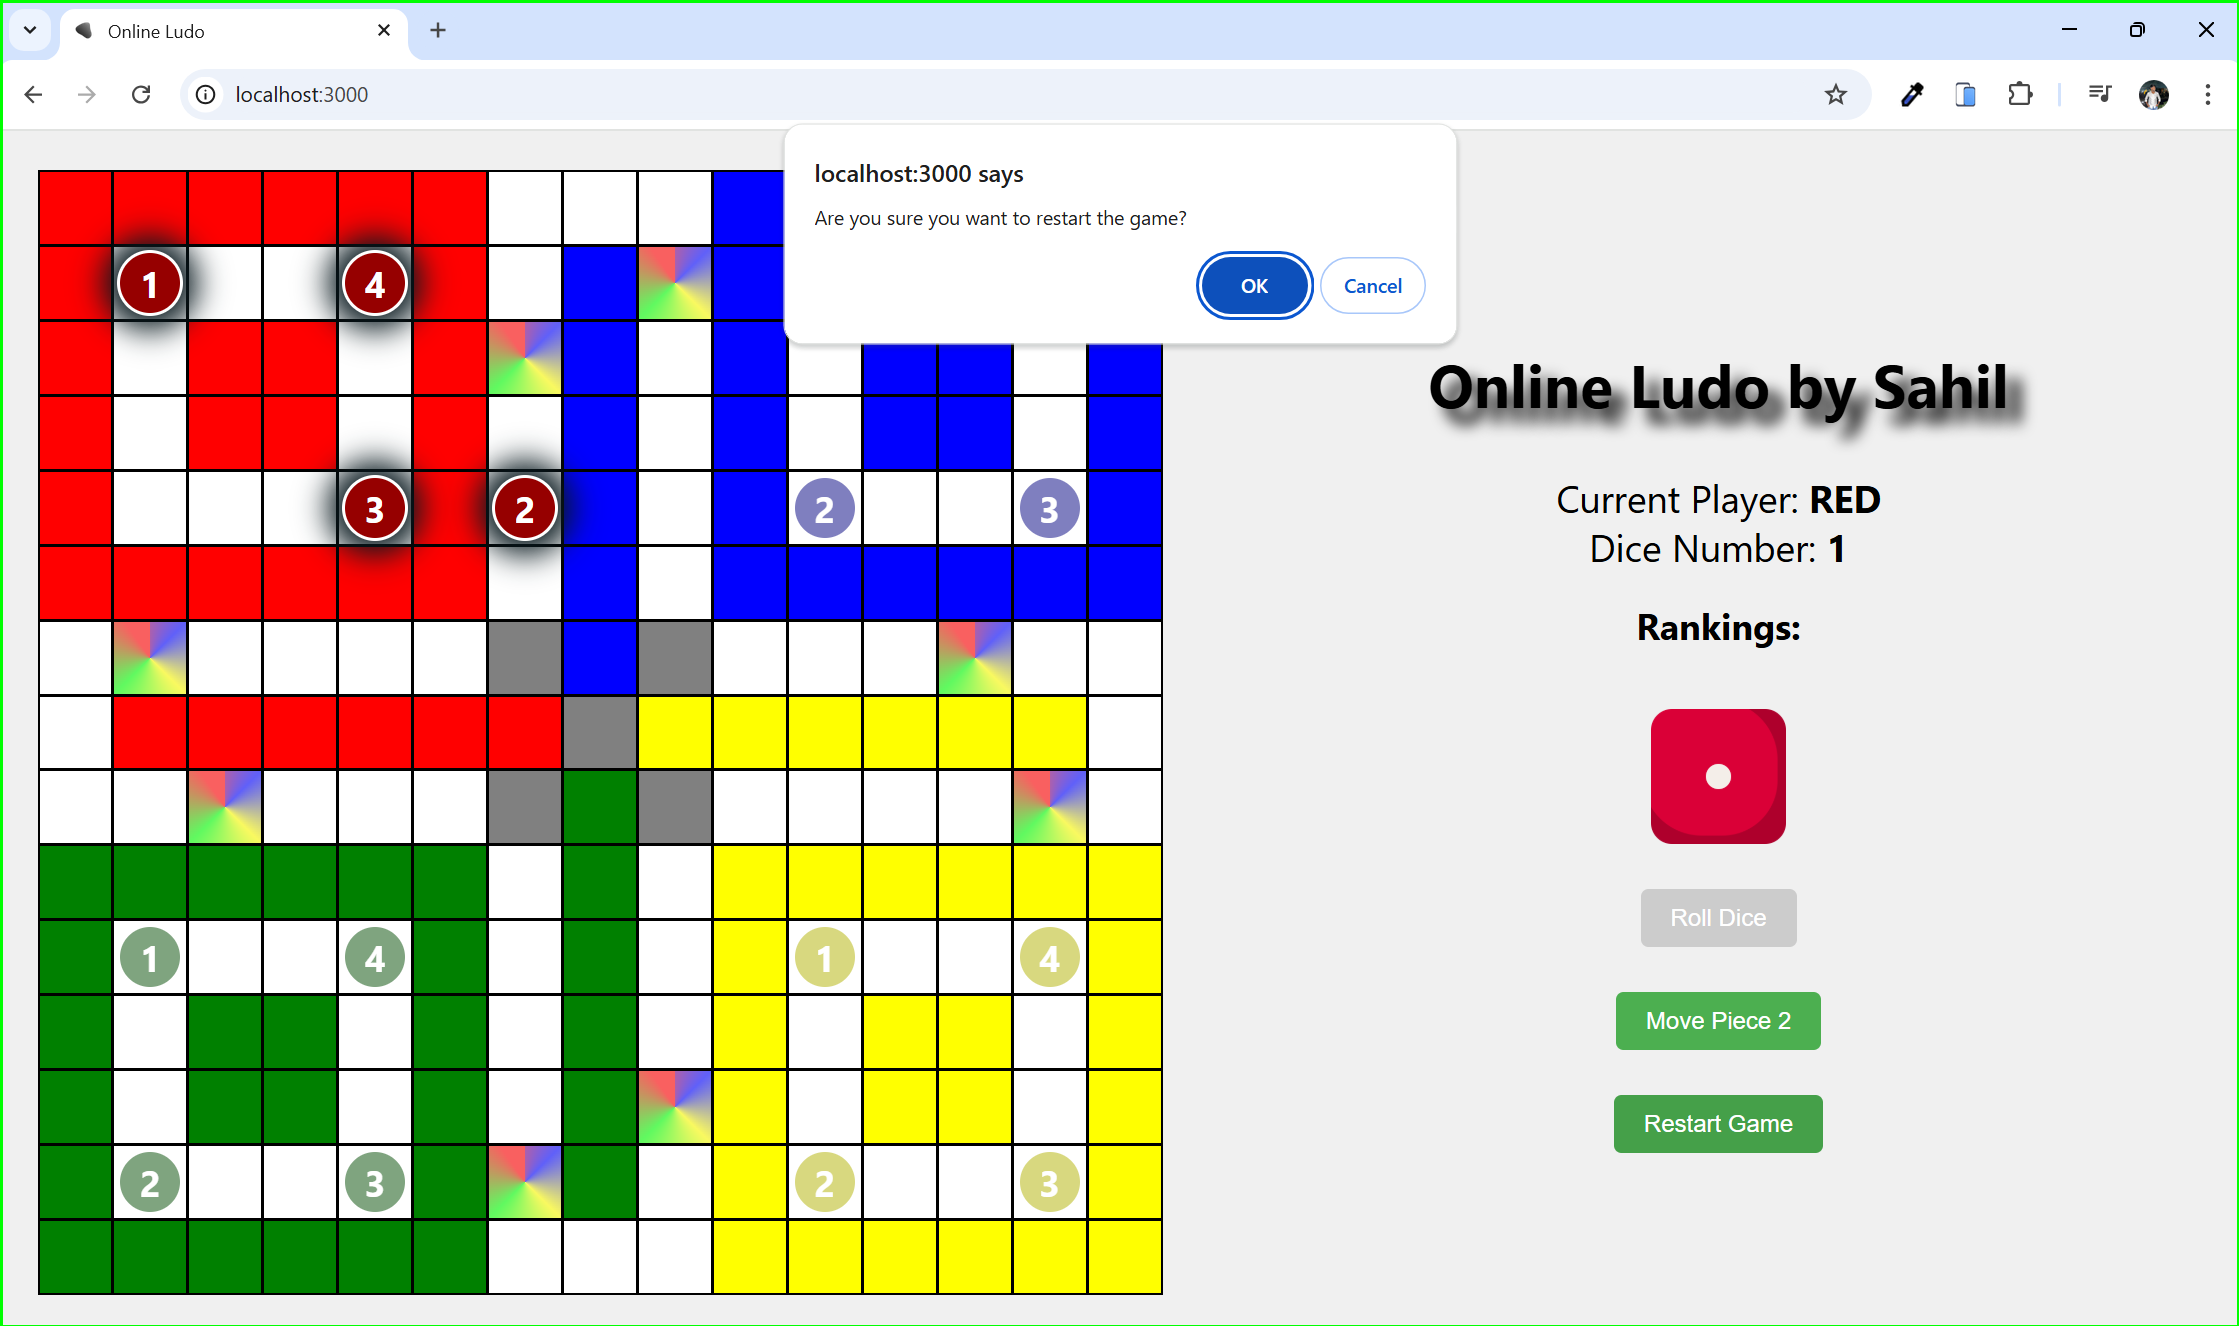 Online Ludo
localhost:3000
localhost:3000 says
Are you sure you want to restart the game?
OK
Cancel
1
4
3
2
2
3
1
4
1
4
2
3
2
3
Online Ludo by Sahil
Current Player: RED
Dice Number: 1
Rankings:
Roll Dice
Move Piece 2
Restart Game